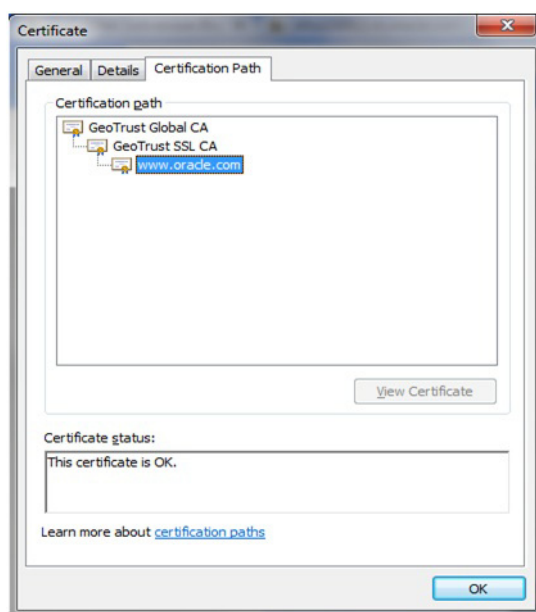 Certificate
General Details Certification Path
Certification path
GeoTrust Global CA
GeoTrust SSL CA
www.oracle.com
View Certificate
Certificate status:
This certificate is OK.
Learn more about certification paths
OK